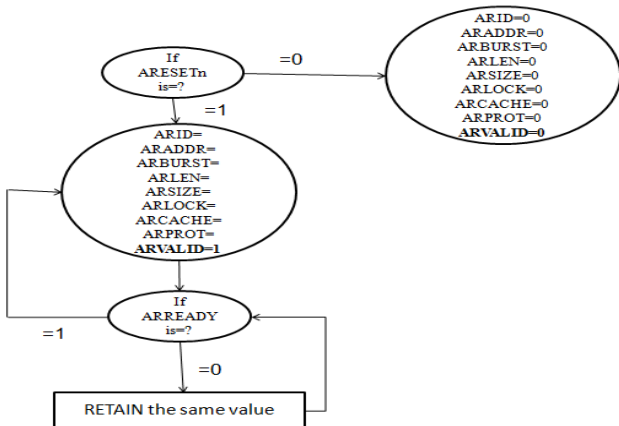 If
ARESETn
is=?
=0
ARID=0
ARADDR=0
ARBURST=0
ARLEN=0
ARSIZE=0
ARLOCK=0
ARCACHE=0
ARPROT=0
ARVALID=0
=1
ARID=
ARADDR=
ARBURST=
ARLEN=
ARSIZE=
ARLOCK=
ARCACHE=
ARPROT=
ARVALID=1
If
ARREADY
is=?
=1
=0
RETAIN the same value